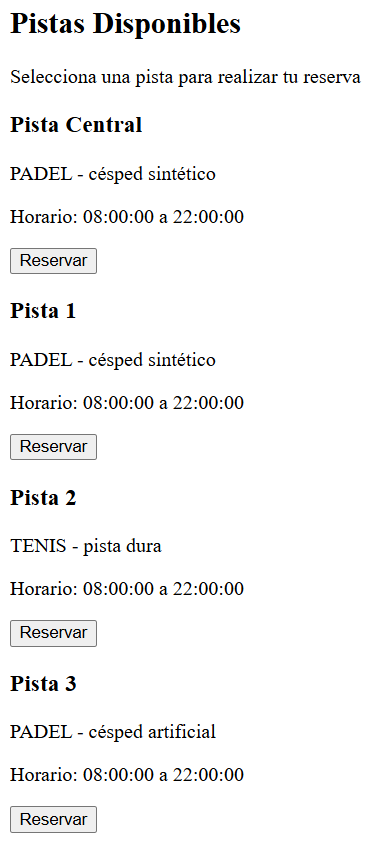 Pistas Disponibles
Selecciona una pista para realizar tu reserva
Pista Central
PADEL - césped sintético
Horario: 08:00:00 a 22:00:00
Reservar
Pista 1
PADEL - césped sintético
Horario: 08:00:00 a 22:00:00
Reservar
Pista 2
TENIS - pista dura
Horario: 08:00:00 a 22:00:00
Reservar
Pista 3
PADEL - césped artificial
Horario: 08:00:00 a 22:00:00
Reservar